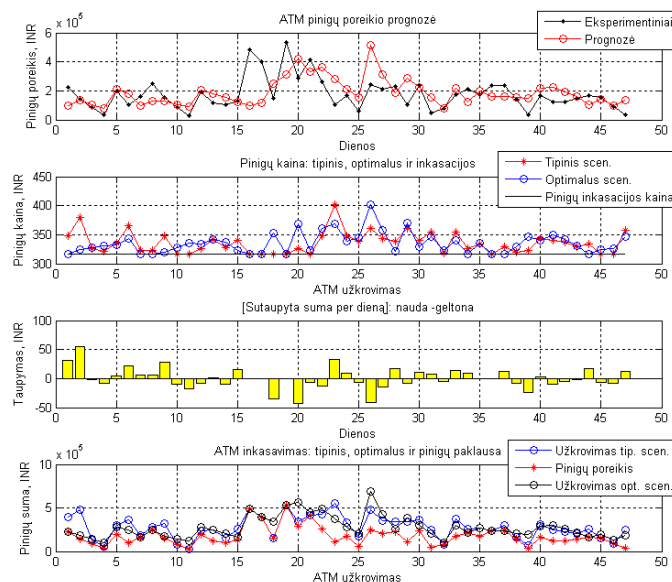 ATM pinigų poreikio prognozė
x 10^5
Pinigų poreikis, INR
6
4
2
0
0 5 10 15 20 25 30 35 40 45 50
Dienos
Eksperimentiniai
Prognozė
Pinigų kaina: tipinis, optimalus ir inkasacijos
Pinigų kaina, INR
450
400
350
300
0 5 10 15 20 25 30 35 40 45 50
ATM užkrovimas
Tipinis scen.
Optimalus scen.
Pinigų inkasacijos kaina
[Sutaupyta suma per dieną]: nauda -geltona
Taupymas, INR
100
50
0
-50
0 5 10 15 20 25 30 35 40 45 50
Dienos
ATM inkasavimas: tipinis, optimalus ir pinigų paklausa
x 10^5
Pinigų suma, INR
10
5
0
0 5 10 15 20 25 30 35 40 45 50
ATM užkrovimas
Užkrovimas tip. scen.
Pinigų poreikis
Užkrovimas opt. scen.